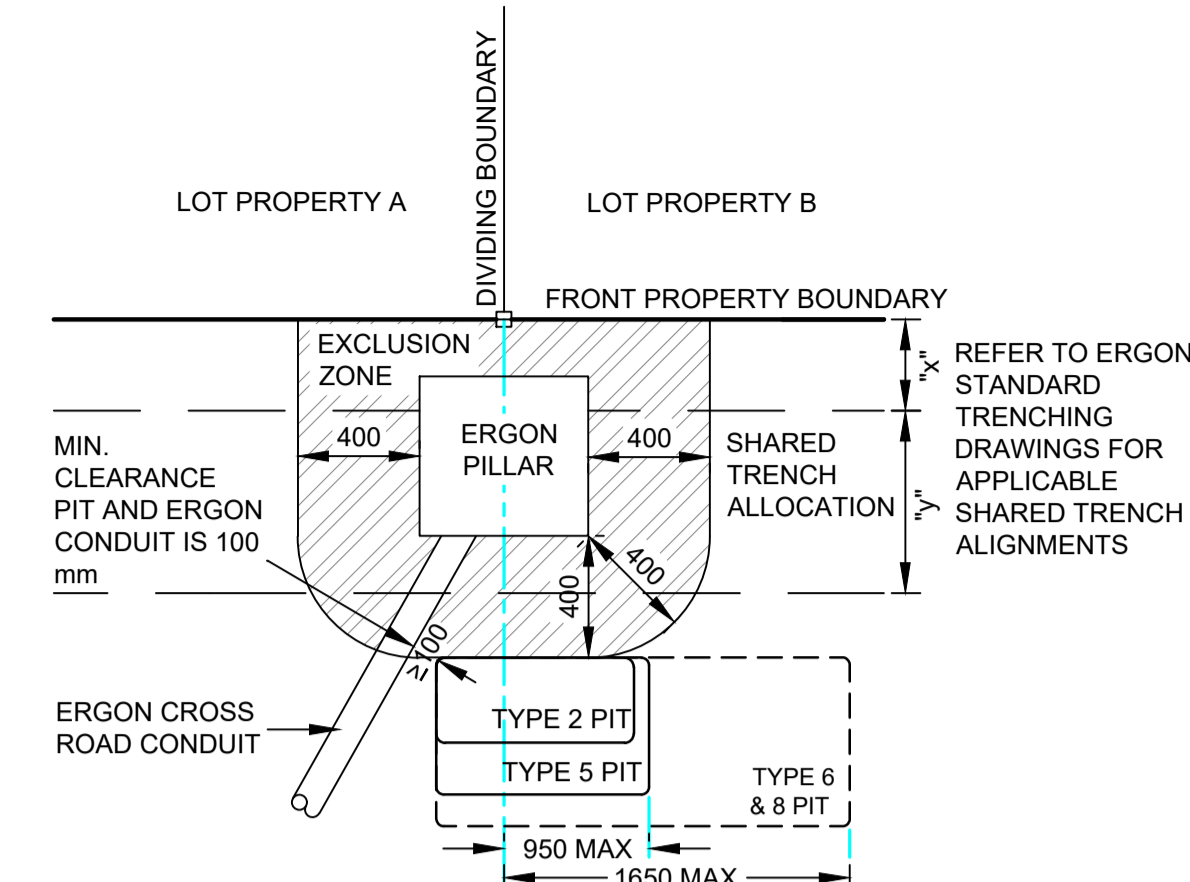 DIVIDING BOUNDARY
LOT PROPERTY A
LOT PROPERTY B
FRONT PROPERTY BOUNDARY
EXCLUSION
ZONE
"x"
REFER TO ERGON
STANDARD
TRENCHING
DRAWINGS FOR
APPLICABLE
SHARED TRENCH
ALIGNMENTS
MIN.
CLEARANCE
PIT AND ERGON
CONDUIT IS 100
mm
400
ERGON
PILLAR
400
SHARED
TRENCH
ALLOCATION
"y"
400
400
≥100
ERGON CROSS
ROAD CONDUIT
TYPE 2 PIT
TYPE 5 PIT
TYPE 6
& 8 PIT
950 MAX
1650 MAX